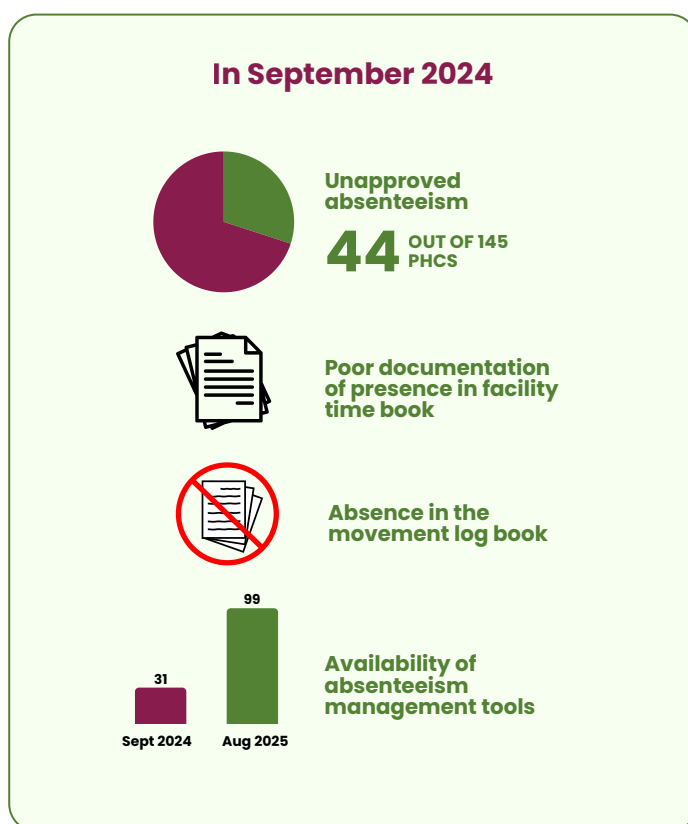 In September 2024
Unapproved
absenteeism
44
OUT OF 145
PHCS
Poor documentation
of presence in facility
time book
Absence in the
movement log book
99
31
Sept 2024
Aug 2025
Availability of
absenteeism
management tools